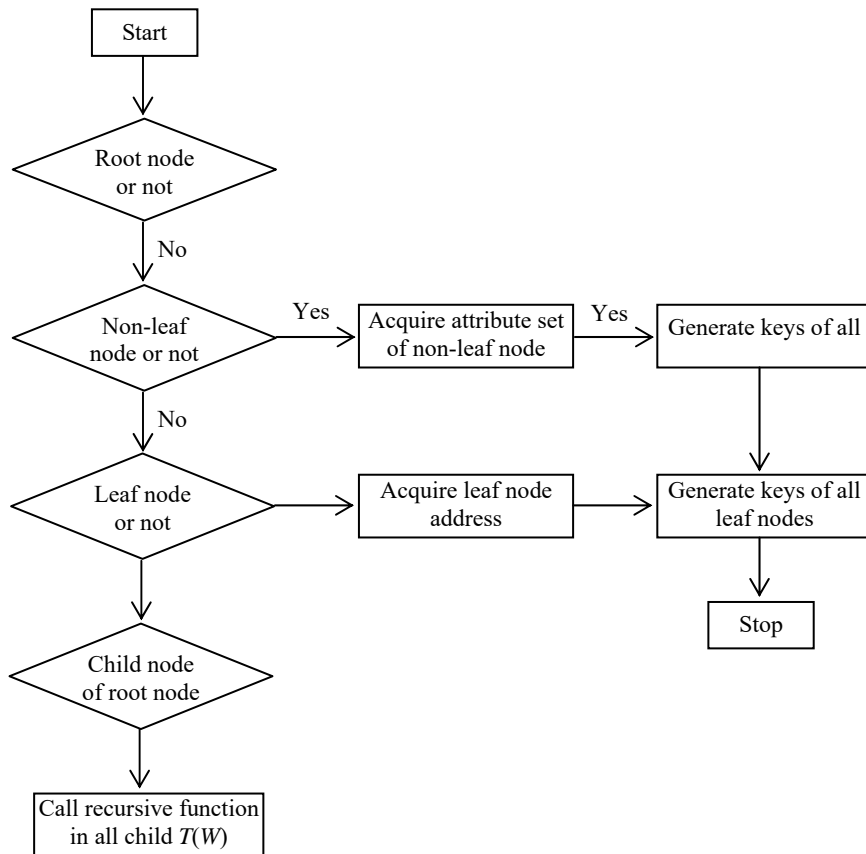 Start
Root node
or not
No
Non-leaf
node or not
Yes
Acquire attribute set
of non-leaf node
Yes
Generate keys of all
No
Leaf node
or not
Acquire leaf node
address
Generate keys of all
leaf nodes
Stop
Child node
of root node
Call recursive function
in all child T(W)